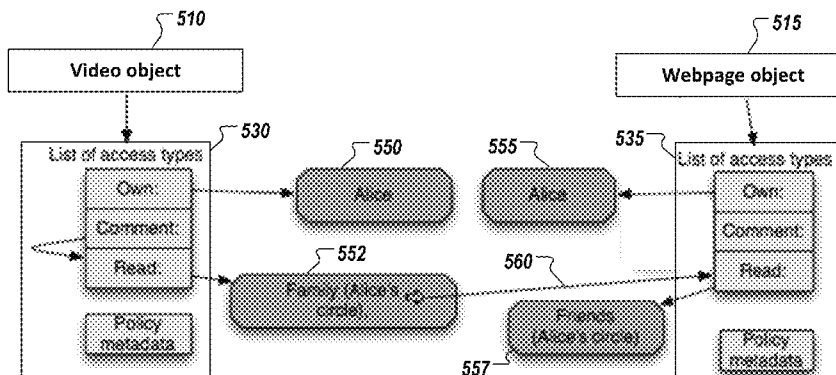 510
Video object
515
Webpage object
530
List of access types
Own:
Comment:
Read:
Policy
metadata
550
Alice
555
Alice
552
Family (Alice's
circle),
560
Friends
(Alice's circle)
557
535
List of access types
Own:
Comment:
Read:
Policy
metadata